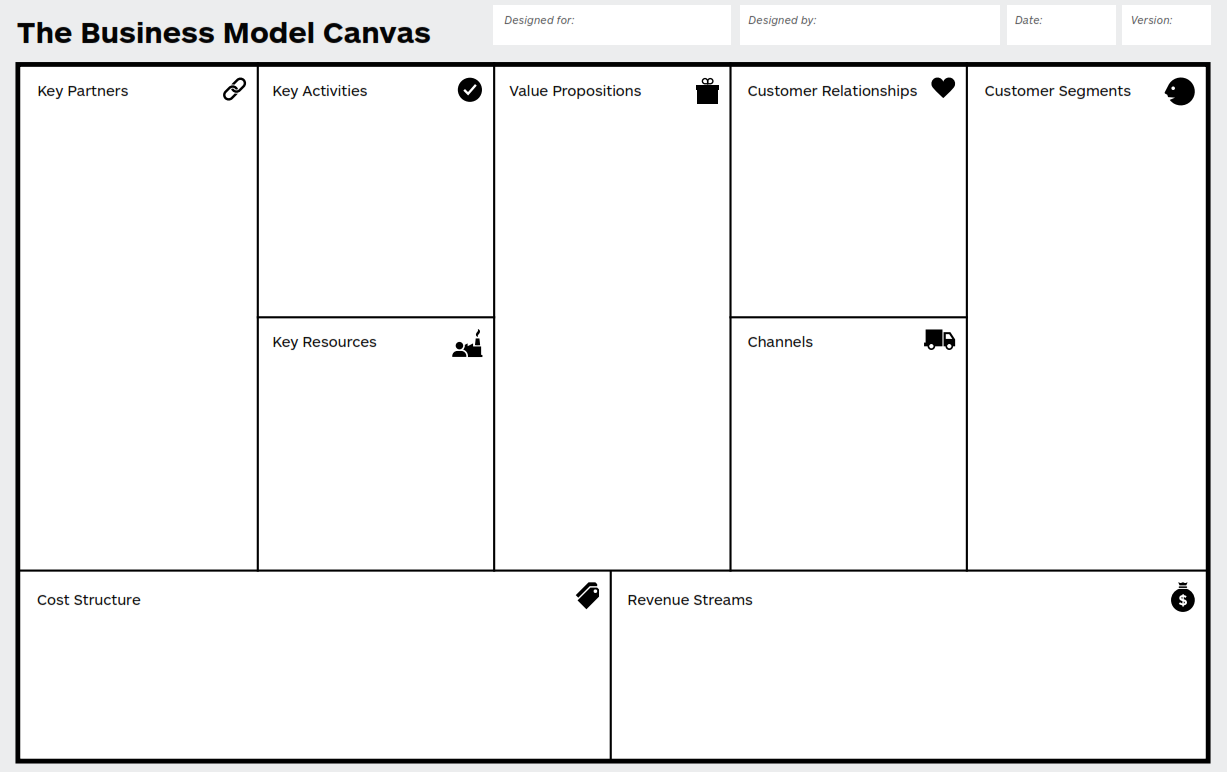 The Business Model Canvas
Designed for:
Designed by:
Date:
Version:
Key Partners
Key Activities
Value Propositions
Customer Relationships
Customer Segments
Key Resources
Channels
Cost Structure
Revenue Streams
$